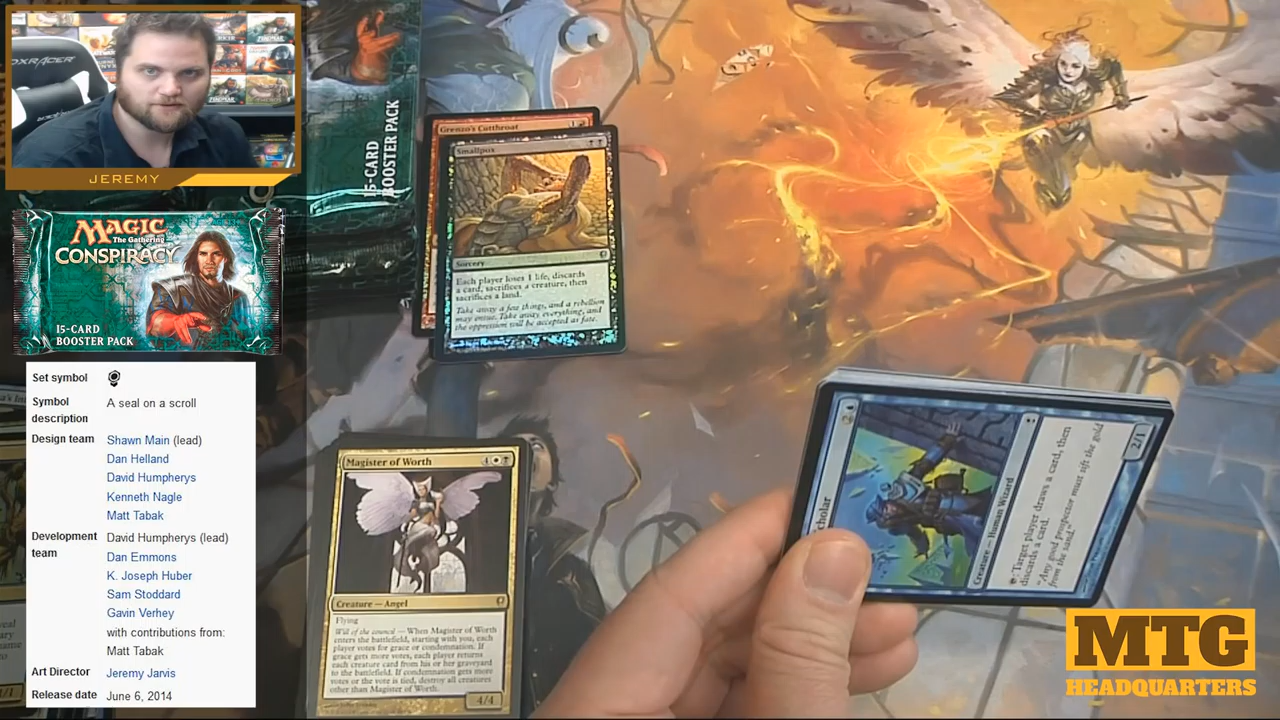 DXRACER
JEREMY
MAGIC
The Gathering
CONSPIRACY
15-CARD
BOOSTER PACK
Set symbol
Symbol description
A seal on a scroll
Design team
Shawn Main (lead)
Dan Helland
David Humpherys
Kenneth Nagle
Matt Tabak
Development team
David Humpherys (lead)
Dan Emmons
K. Joseph Huber
Sam Stoddard
Gavin Verhey
with contributions from:
Matt Tabak
Art Director
Jeremy Jarvis
Release date
June 6, 2014
15-CARD
BOOSTER PACK
Grenzo's Cutthroat
1
Smallpox
Sorcery
Each player loses 1 life, discards
a card, sacrifices a creature, then
sacrifices a land.
Take away a few things, and a rebellion
may ensue. Take away everything, and
the oppression will be accepted as fate.
Magister of Worth
4
Creature — Angel
Flying
Will of the council — When Magister of Worth
enters the battlefield, starting with you, each
player votes for grace or condemnation. If
grace gets more votes, each player returns
each creature card from his or her graveyard
to the battlefield. If condemnation gets more
votes or the vote is tied, destroy all creatures
other than Magister of Worth.
4/4
cholar
Creature — Human Wizard
: Target player draws a card, then
discards a card.
"Any good prospector must sift the gold
from the sand."
2/1
MTG
HEADQUARTERS